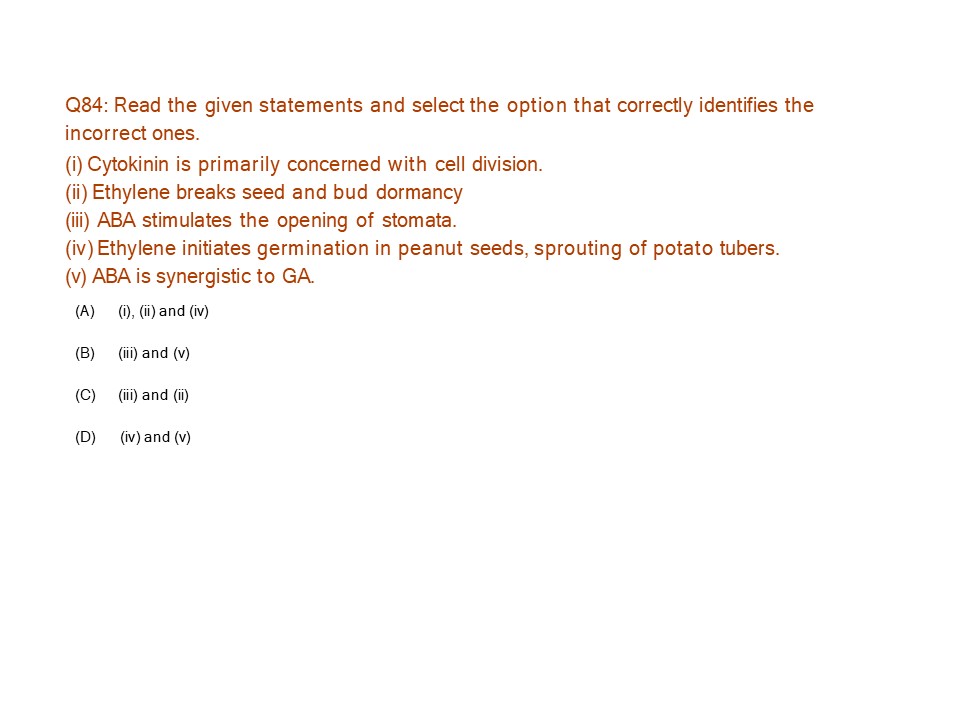 Q84: Read the given statements and select the option that correctly identifies the
incorrect ones.
(i) Cytokinin is primarily concerned with cell division.
(ii) Ethylene breaks seed and bud dormancy
(iii) ABA stimulates the opening of stomata.
(iv) Ethylene initiates germination in peanut seeds, sprouting of potato tubers.
(v) ABA is synergistic to GA.
(A) (i), (ii) and (iv)
(B) (iii) and (v)
(C) (iii) and (ii)
(D) (iv) and (v)